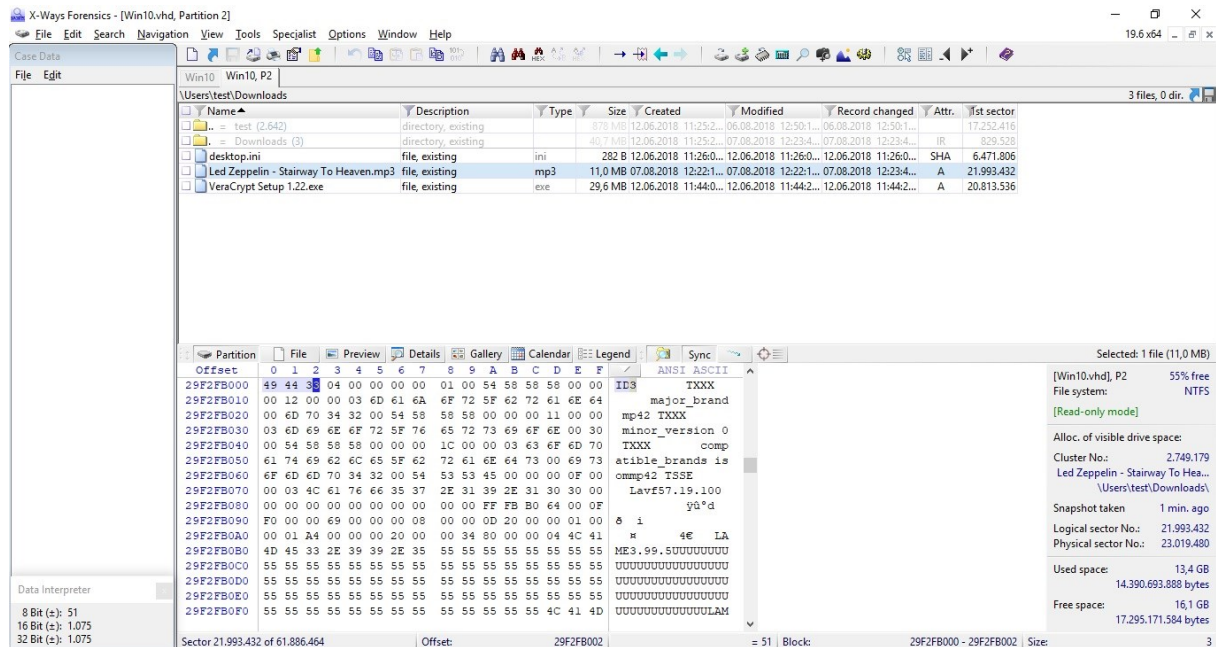 X-Ways Forensics - [Win10.vhd, Partition 2]
File Edit Search Navigation View Tools Specialist Options Window Help 19.6 x64
Case Data
File Edit
Win10 Win10, P2
\Users\test\Downloads 3 files, 0 dir.
Name Description Type Size Created Modified Record changed Attr. 1st sector
.. = test (2.642) directory, existing 878 MB 12.06.2018 11:25:2... 06.08.2018 12:50:1... 06.08.2018 12:50:1... 17.252.416
. = Downloads (3) directory, existing 40,7 MB 12.06.2018 11:25:2... 07.08.2018 12:23:4... 07.08.2018 12:23:4... IR 829.528
desktop.ini file, existing ini 282 B 12.06.2018 11:26:0... 12.06.2018 11:26:0... 12.06.2018 11:26:0... SHA 6.471.806
Led Zeppelin - Stairway To Heaven.mp3 file, existing mp3 11,0 MB 07.08.2018 12:22:1... 07.08.2018 12:22:1... 07.08.2018 12:23:4... A 21.993.432
VeraCrypt Setup 1.22.exe file, existing exe 29,6 MB 12.06.2018 11:44:0... 12.06.2018 11:44:2... 12.06.2018 11:44:2... A 20.813.536
Partition File Preview Details Gallery Calendar Legend Sync Selected: 1 file (11,0 MB)
Offset 0 1 2 3 4 5 6 7 8 9 A B C D E F ANSI ASCII
29F2FB000 49 44 33 04 00 00 00 00 01 00 54 58 58 58 00 00 ID3 TXXX
29F2FB010 00 12 00 00 03 6D 61 6A 6F 72 5F 62 72 61 6E 64 major_brand
29F2FB020 00 6D 70 34 32 00 54 58 58 58 00 00 00 11 00 00 mp42 TXXX
29F2FB030 03 6D 69 6E 6F 72 5F 76 65 72 73 69 6F 6E 00 30 minor_version 0
29F2FB040 00 54 58 58 58 00 00 00 1C 00 00 03 63 6F 6D 70 TXXX comp
29F2FB050 61 74 69 62 6C 65 5F 62 72 61 6E 64 73 00 69 73 atible_brands is
29F2FB060 6F 6D 6D 70 34 32 00 54 53 53 45 00 00 00 0F 00 ommp42 TSSE
29F2FB070 00 03 4C 61 76 66 35 37 2E 31 39 2E 31 30 30 00 Lavf57.19.100
29F2FB080 00 00 00 00 00 00 00 00 00 00 FF FB B0 64 00 0F ÿû°d
29F2FB090 F0 00 00 69 00 00 00 08 00 00 0D 20 00 00 01 00 ð i
29F2FB0A0 00 01 A4 00 00 00 20 00 00 34 80 00 00 04 4C 41 ¤ 4€ LA
29F2FB0B0 4D 45 33 2E 39 39 2E 35 55 55 55 55 55 55 55 55 ME3.99.5UUUUUUUU
29F2FB0C0 55 55 55 55 55 55 55 55 55 55 55 55 55 55 55 55 UUUUUUUUUUUUUUUU
29F2FB0D0 55 55 55 55 55 55 55 55 55 55 55 55 55 55 55 55 UUUUUUUUUUUUUUUU
29F2FB0E0 55 55 55 55 55 55 55 55 55 55 55 55 55 55 55 55 UUUUUUUUUUUUUUUU
29F2FB0F0 55 55 55 55 55 55 55 55 55 55 55 55 55 4C 41 4D UUUUUUUUUUUUULAM
[Win10.vhd], P2 55% free
File system: NTFS
[Read-only mode]
Alloc. of visible drive space:
Cluster No.: 2.749.179
Led Zeppelin - Stairway To Hea...
\Users\test\Downloads\
Snapshot taken 1 min. ago
Logical sector No.: 21.993.432
Physical sector No.: 23.019.480
Used space: 13,4 GB
14.390.693.888 bytes
Free space: 16,1 GB
17.295.171.584 bytes
Data Interpreter
8 Bit (±): 51
16 Bit (±): 1.075
32 Bit (±): 1.075
Sector 21.993.432 of 61.886.464 Offset: 29F2FB002 = 51 Block: 29F2FB000 - 29F2FB002 Size: 3